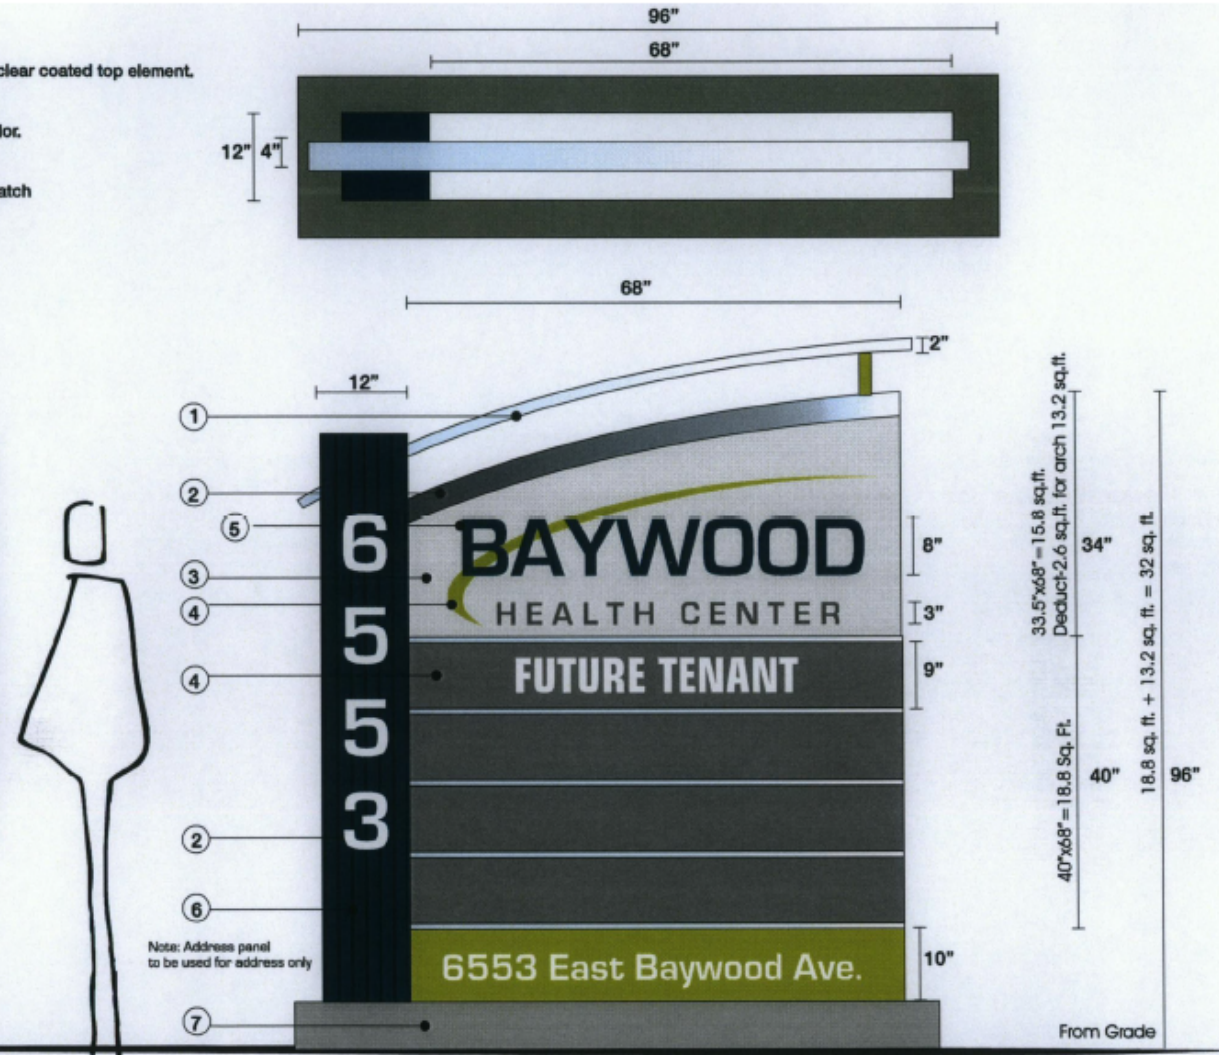 96"
68"
clear coated top element.
lor.
12" 4"
atch
68"
2"
12"
1
2
5
6
BAYWOOD
8"
3
4
HEALTH CENTER
3"
5
FUTURE TENANT
9"
4
5
3
2
6
Note: Address panel
to be used for address only
6553 East Baywood Ave.
10"
7
33.5"x68"=15.8 sq.ft.
Deduct-2.6 sq.ft. for arch 13.2 sq.ft.
34"
40"x68"=18.8 Sq. Ft.
40"
18.8 sq. ft. + 13.2 sq. ft. = 32 sq. ft.
96"
From Grade